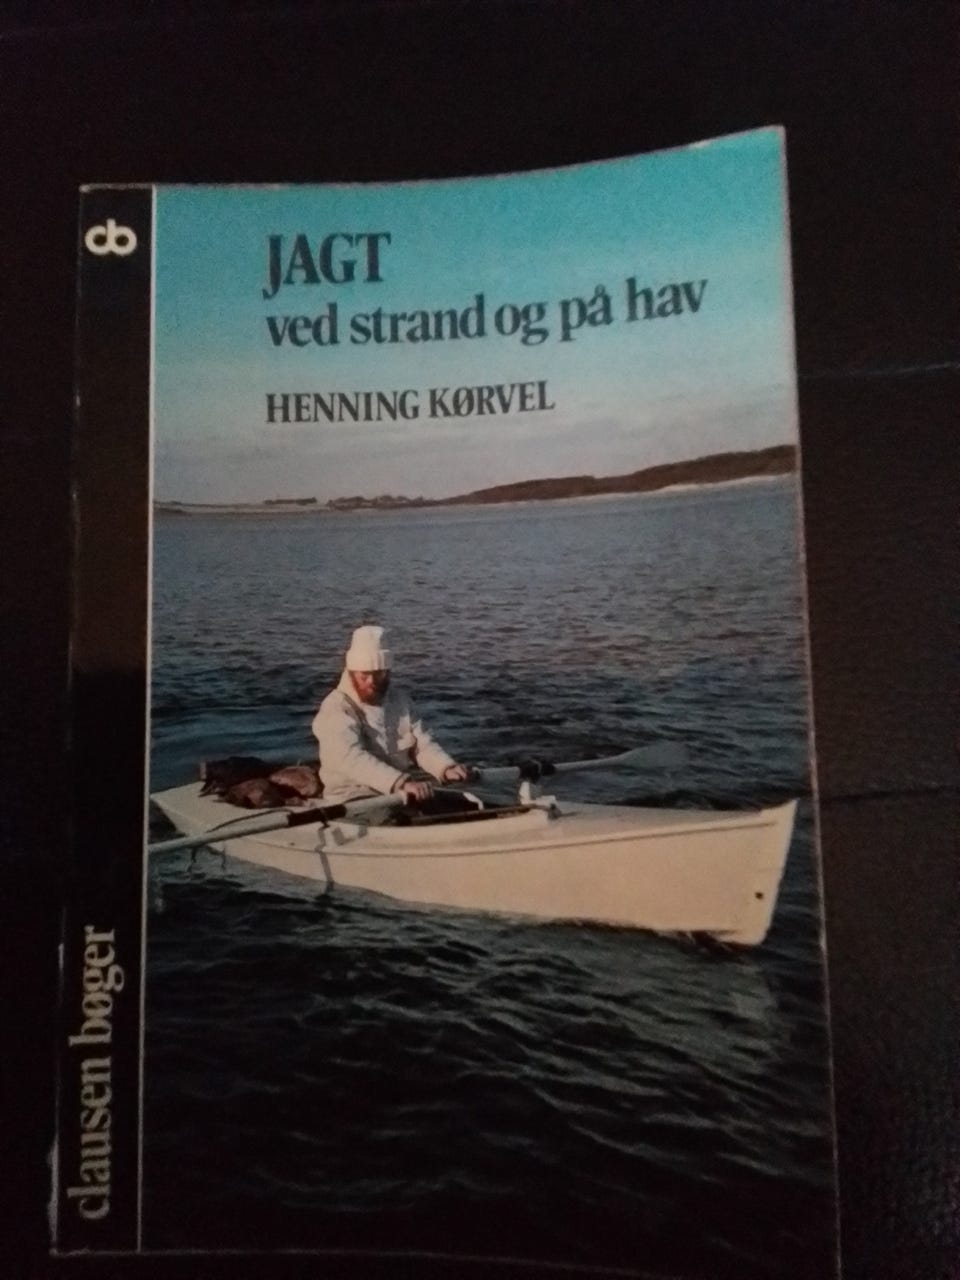 cb
JAGT
ved strand og på hav
HENNING KØRVEL
clausen bøger